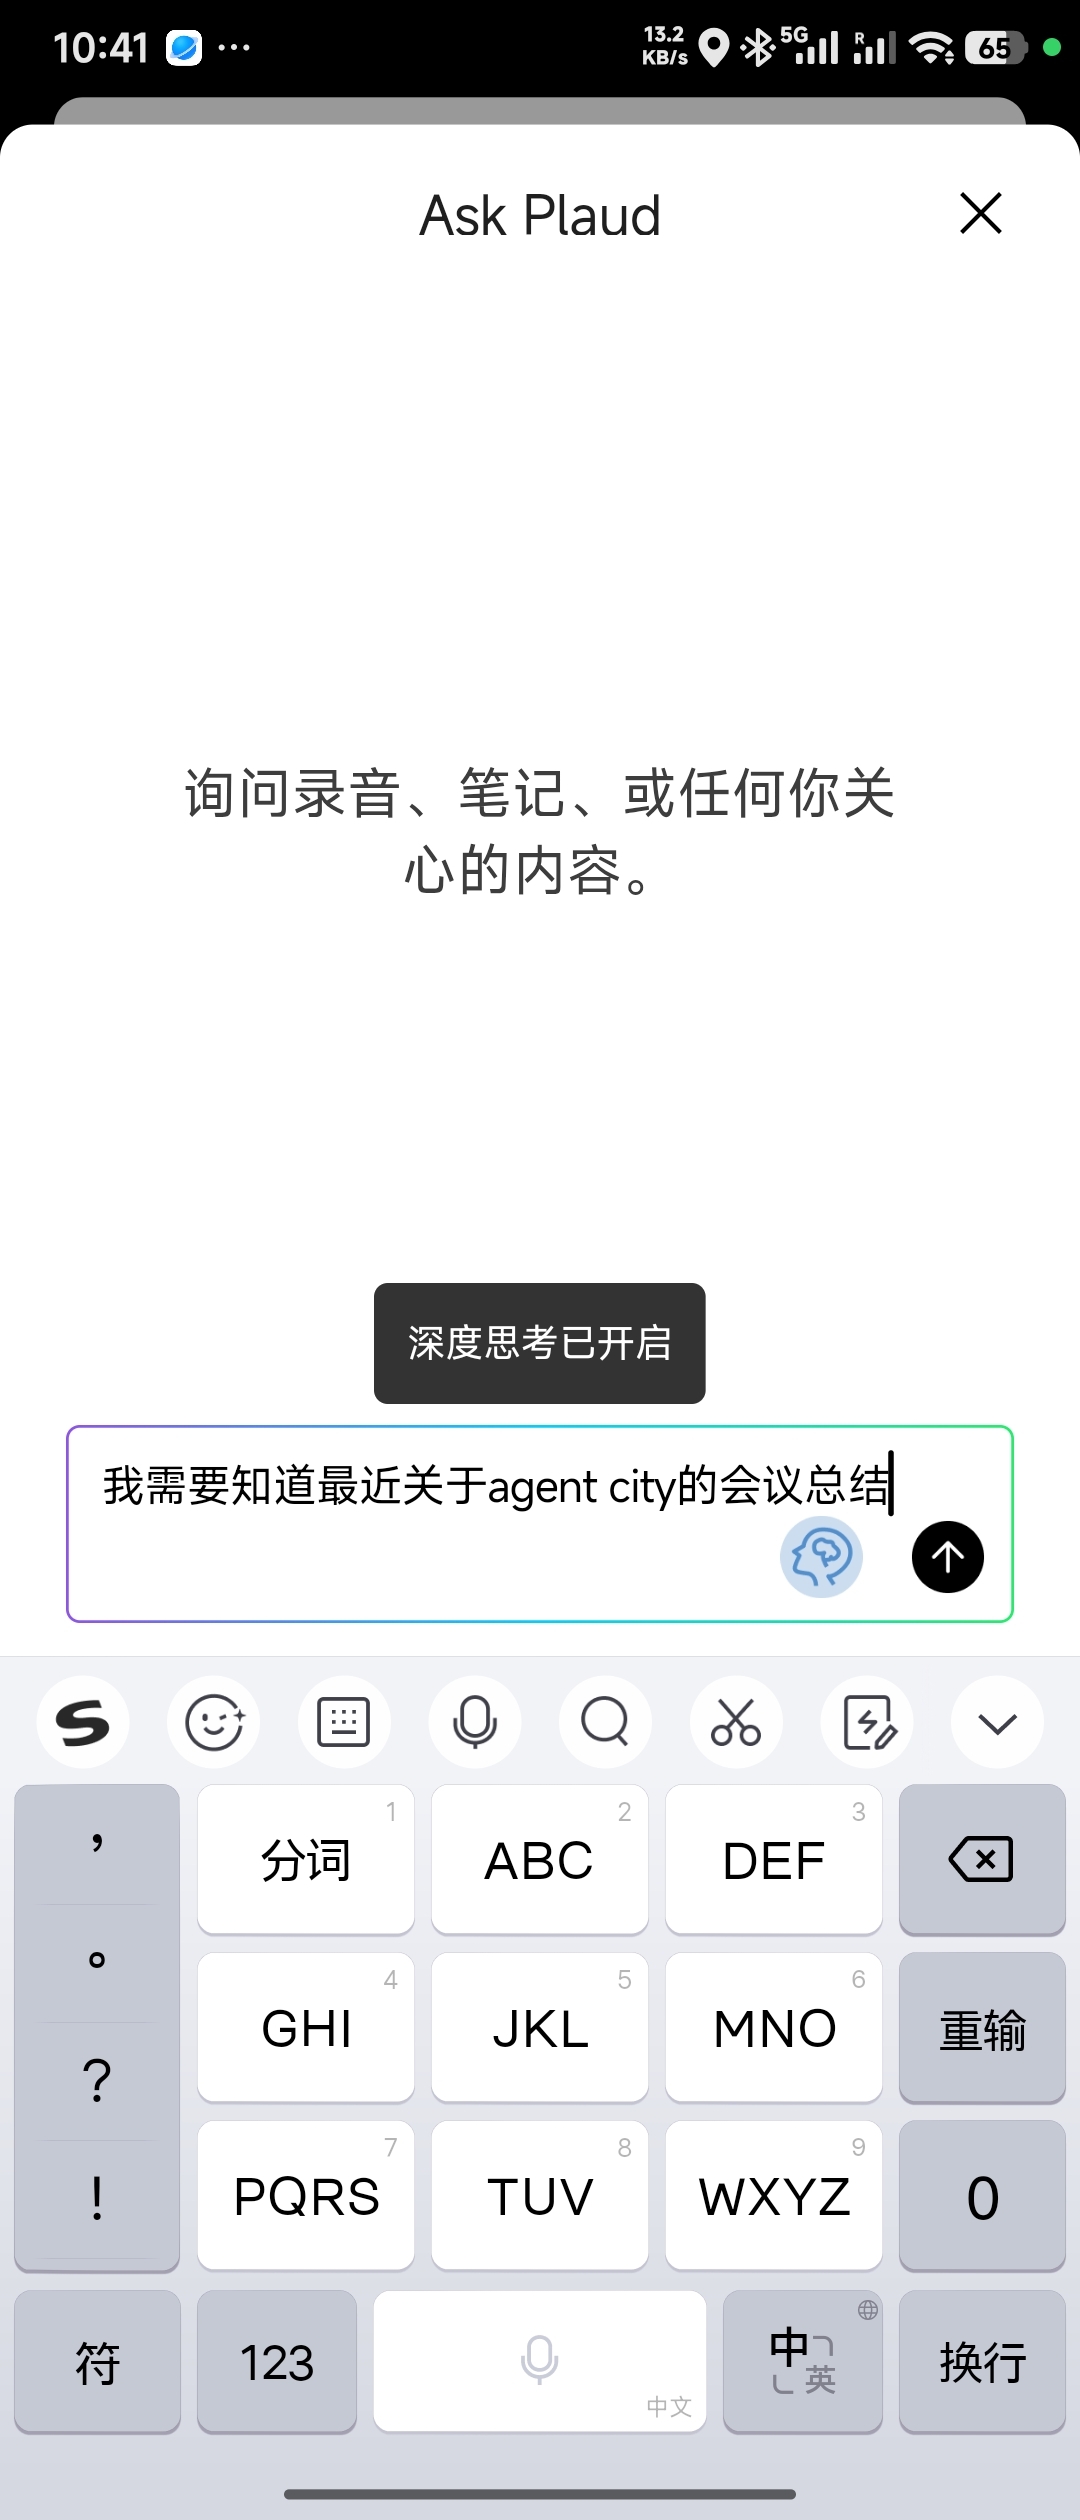 10:41
13.2
KB/s
5G
R
65
Ask Plaud
询问录音、笔记、或任何你关
心的内容。
深度思考已开启
我需要知道最近关于agent city的会议总结
，
分词 1
ABC 2
DEF 3
。
GHI 4
JKL 5
MNO 6
重输
?
!
PQRS 7
TUV 8
WXYZ 9
0
符
123
中文
中
英
换行